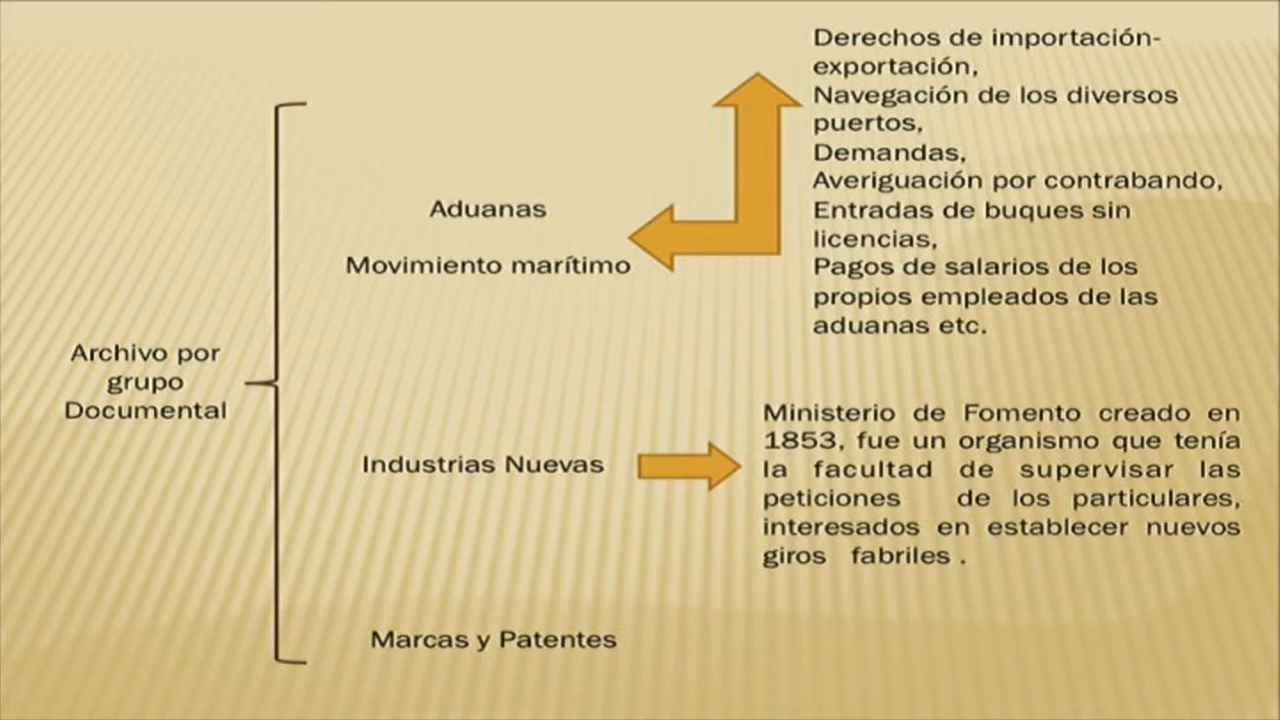 Derechos de importación-
exportación,
Navegación de los diversos
puertos,
Demandas,
Averiguación por contrabando,
Entradas de buques sin
licencias,
Pagos de salarios de los
propios empleados de las
aduanas etc.
Aduanas
Movimiento marítimo
Archivo por
grupo
Documental
Industrias Nuevas
Ministerio de Fomento creado en
1853, fue un organismo que tenía
la facultad de supervisar las
peticiones de los particulares,
interesados en establecer nuevos
giros fabriles .
Marcas y Patentes